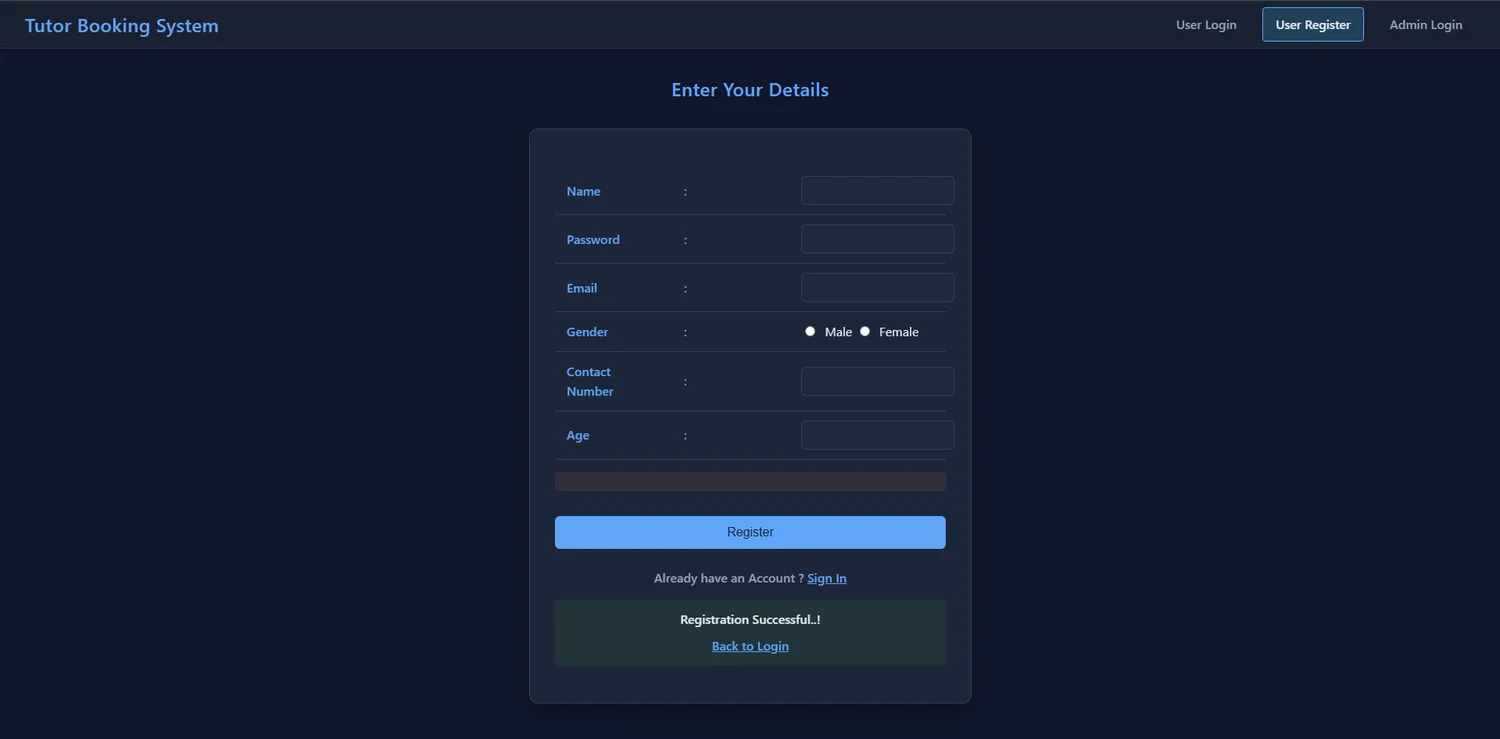 Tutor Booking System
User Login
User Register
Admin Login
Enter Your Details
Name :
Password :
Email :
Gender : Male Female
Contact
Number :
Age :
Register
Already have an Account ? Sign In
Registration Successful..!
Back to Login